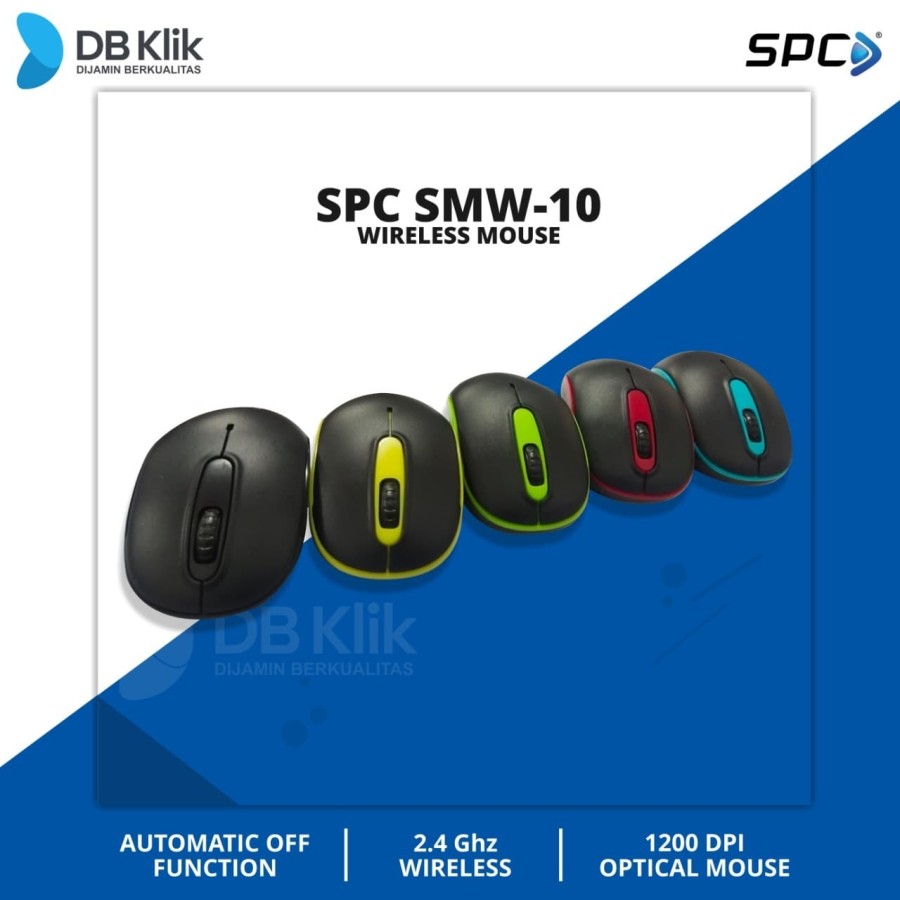 DB Klik
DIJAMIN BERKUALITAS
SPC
®
SPC SMW-10
WIRELESS MOUSE
DB Klik
DIJAMIN BERKUALITAS
AUTOMATIC OFF
FUNCTION
2.4 Ghz
WIRELESS
1200 DPI
OPTICAL MOUSE